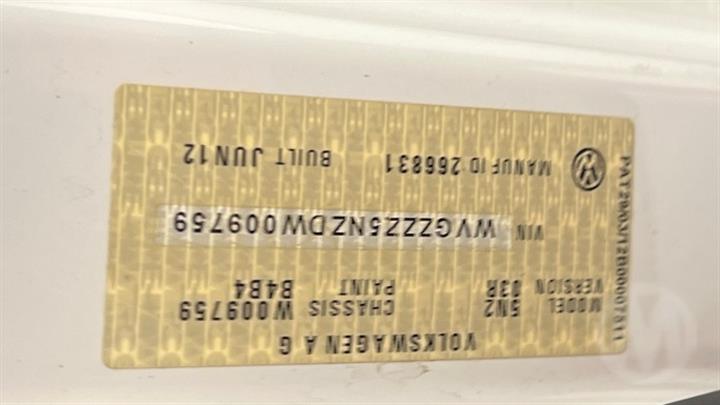 VOLKSWAGEN A G
MODEL 5N2 CHASSIS W009759
VERSION 03R PAINT B4B4
VIN WVGZZZ5NZDW009759
MANUF ID 266831 BUILT JUN12